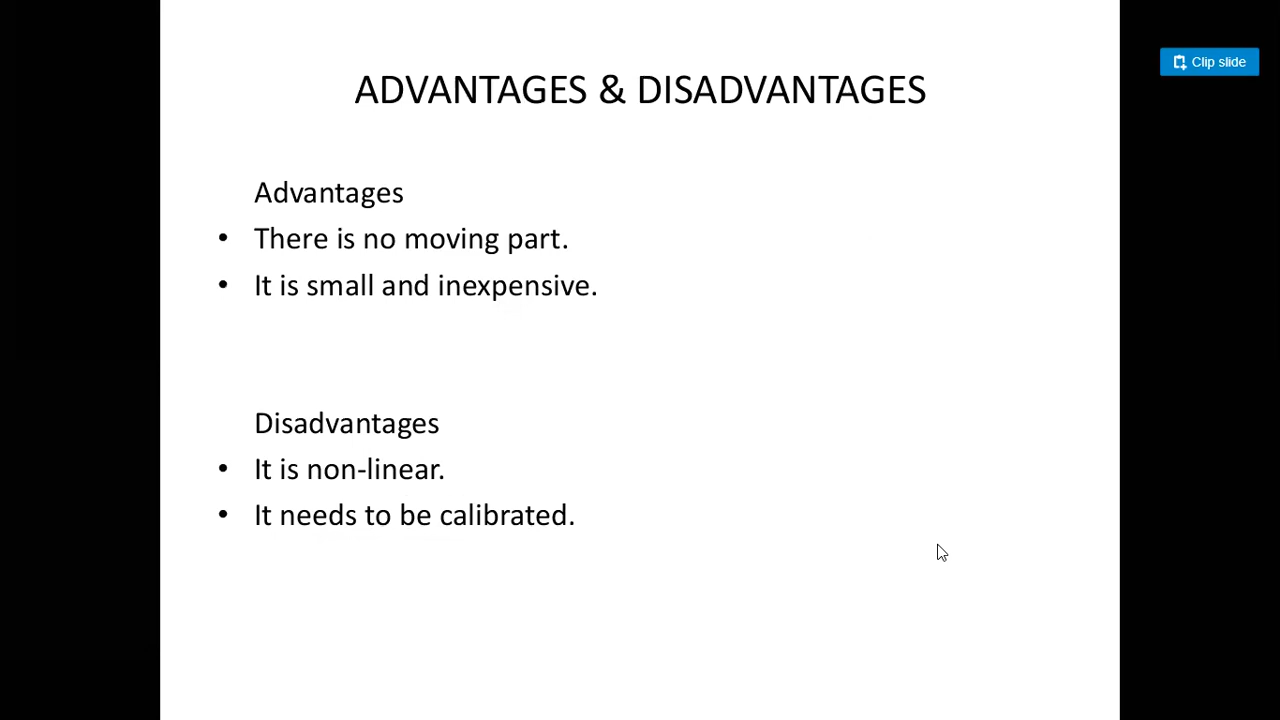 Clip slide
ADVANTAGES & DISADVANTAGES
Advantages
• There is no moving part.
• It is small and inexpensive.
Disadvantages
• It is non-linear.
• It needs to be calibrated.